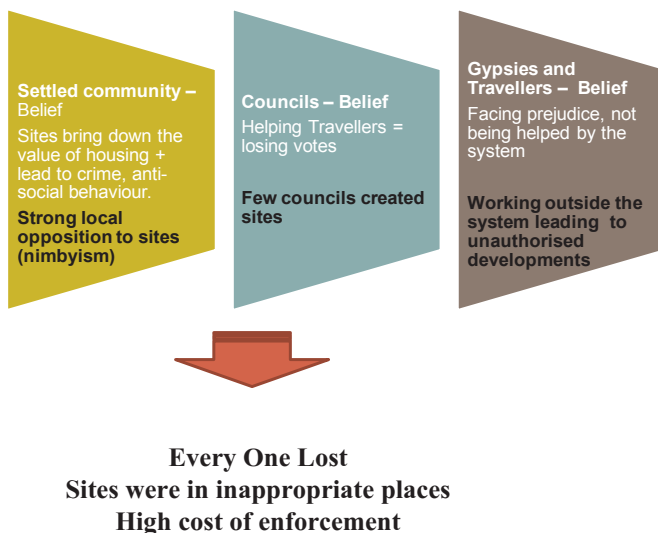 Settled community –
Belief
Sites bring down the
value of housing +
lead to crime, anti-
social behaviour.
Strong local
opposition to sites
(nimbyism)
Councils – Belief
Helping Travellers =
losing votes
Few councils created
sites
Gypsies and
Travellers – Belief
Facing prejudice, not
being helped by the
system
Working outside the
system leading to
unauthorised
developments
Every One Lost
Sites were in inappropriate places
High cost of enforcement